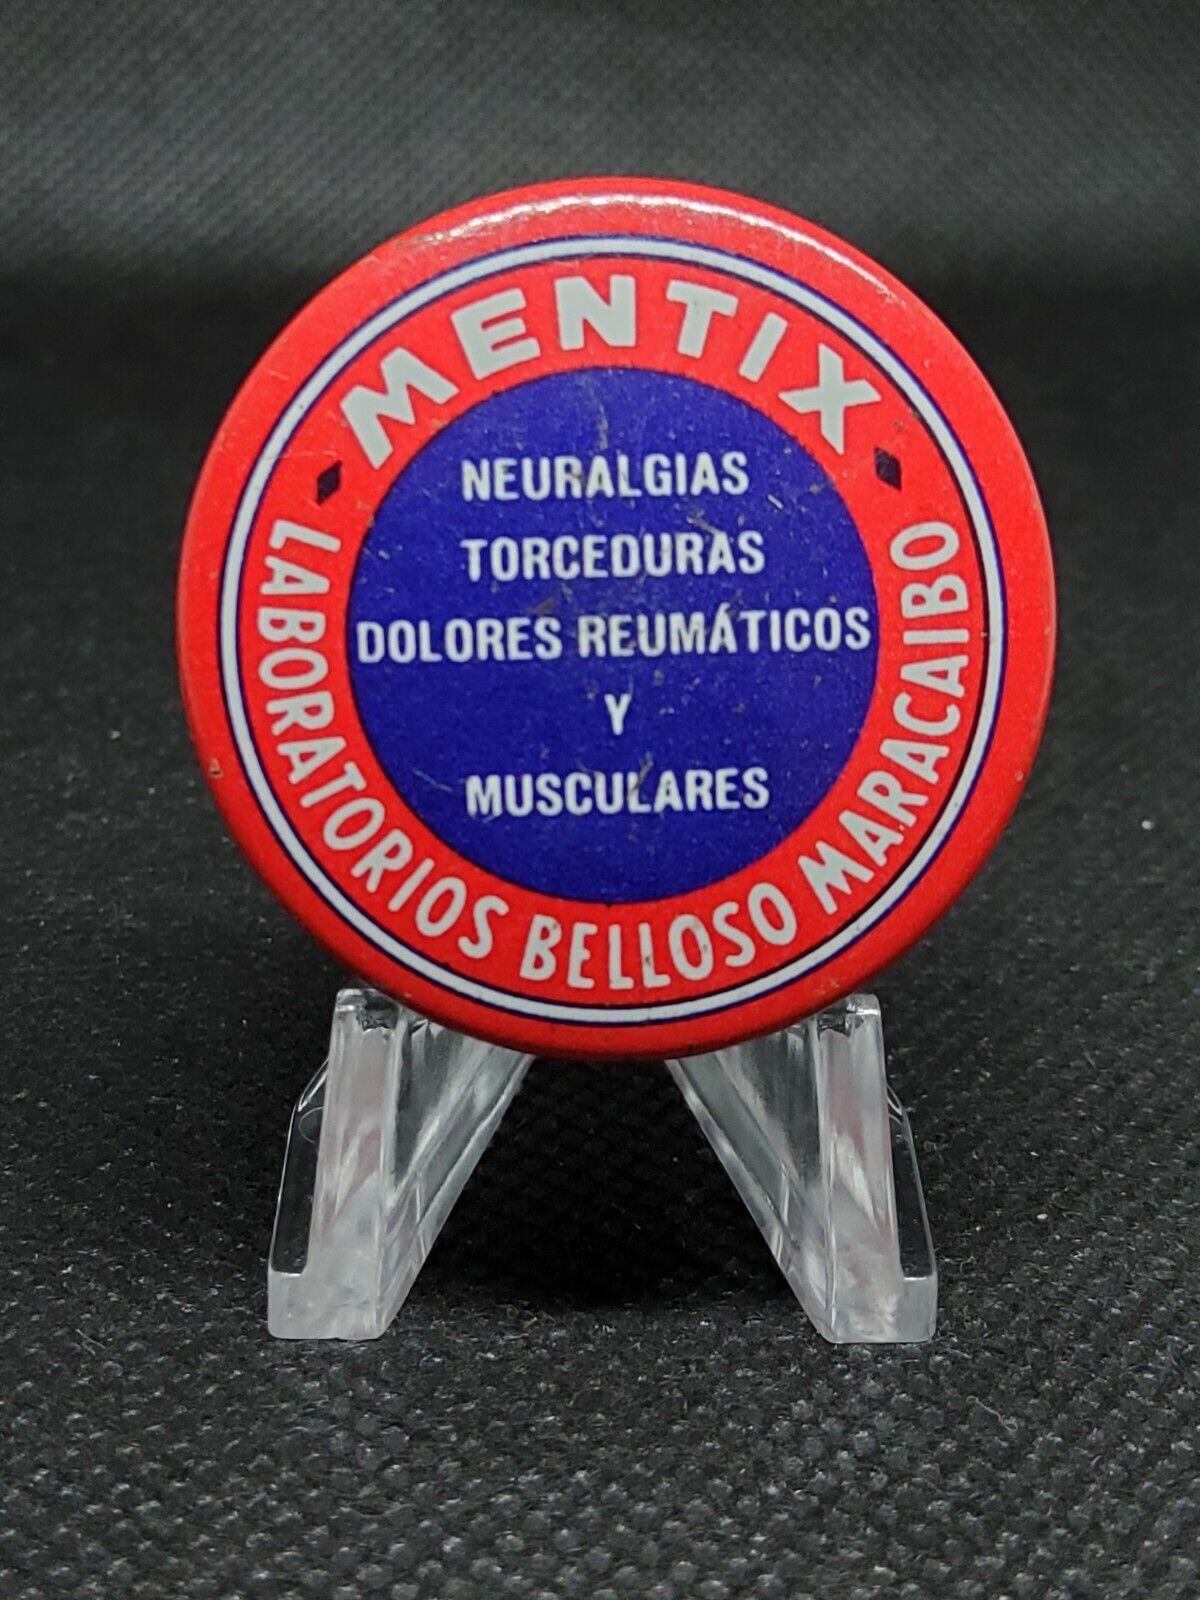 MENTIX
NEURALGIAS
TORCEDURAS
DOLORES REUMÁTICOS
Y
MUSCULARES
LABORATORIOS BELLOSO MARACAIBO